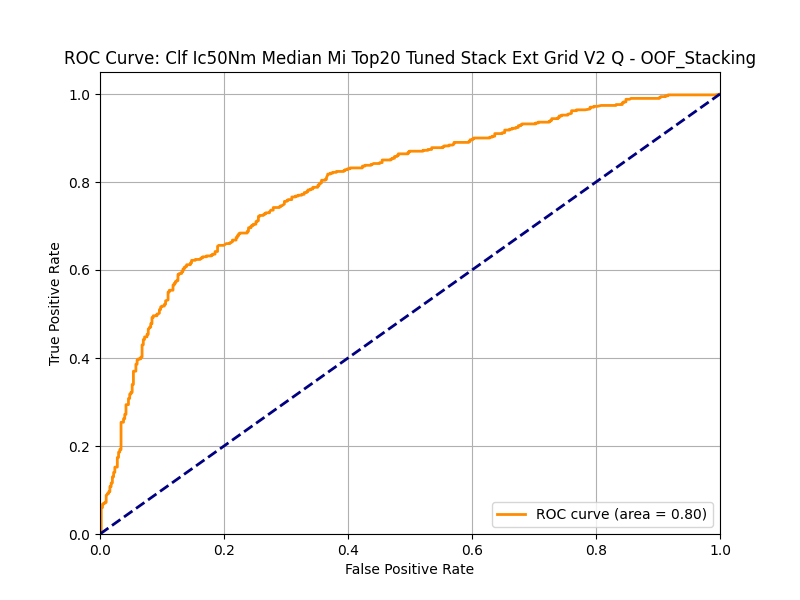 ROC Curve: Clf Ic50Nm Median Mi Top20 Tuned Stack Ext Grid V2 Q - OOF_Stacking
1.0
0.8
0.6
0.4
0.2
0.0
True Positive Rate
ROC curve (area = 0.80)
0.0 0.2 0.4 0.6 0.8 1.0
False Positive Rate